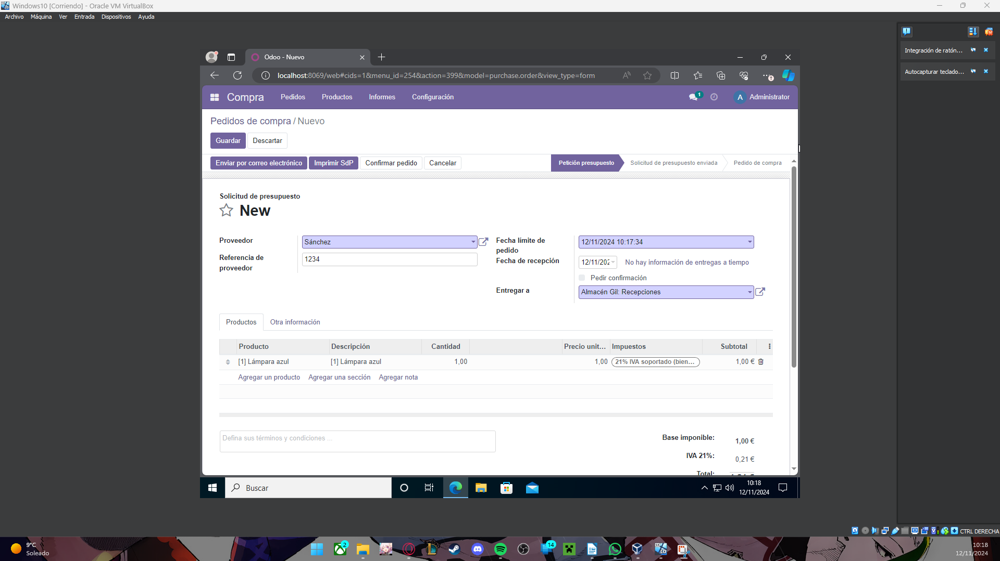 Windows10 [Corriendo] - Oracle VM VirtualBox
Archivo Máquina Ver Entrada Dispositivos Ayuda
Integración de ratón...
Autocapturar teclado...
Odoo - Nuevo
localhost:8069/web#cids=1&menu_id=254&action=399&model=purchase.order&view_type=form
Compra Pedidos Productos Informes Configuración 1 A Administrator
Pedidos de compra / Nuevo
Guardar Descartar
Enviar por correo electrónico Imprimir SdP Confirmar pedido Cancelar Petición presupuesto Solicitud de presupuesto enviada Pedido de compra
Solicitud de presupuesto
New
Proveedor Sánchez
Referencia de proveedor 1234
Fecha límite de pedido 12/11/2024 10:17:34
Fecha de recepción 12/11/202 No hay información de entregas a tiempo
Pedir confirmación
Entregar a Almacén Gil: Recepciones
Productos Otra información
Producto Descripción Cantidad Precio unit... Impuestos Subtotal
[1] Lámpara azul [1] Lámpara azul 1,00 1,00 21% IVA soportado (bien... 1,00 €
Agregar un producto Agregar una sección Agregar nota
Defina sus términos y condiciones ...
Base imponible: 1,00 €
IVA 21%: 0,21 €
Total:
Buscar
10:18
12/11/2024
CTRL DERECHA
9°C
Soleado
2
14
10:18
12/11/2024